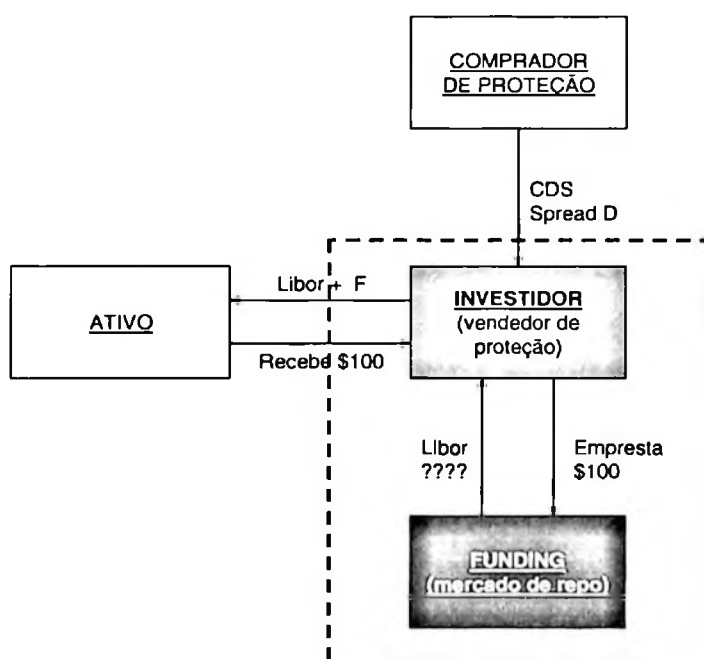 COMPRADOR
DE PROTEÇÃO
CDS
Spread D
Libor + F
ATIVO
INVESTIDOR
(vendedor de
proteção)
Recebe $100
Libor
????
Empresta
$100
FUNDING
(mercado de repo)